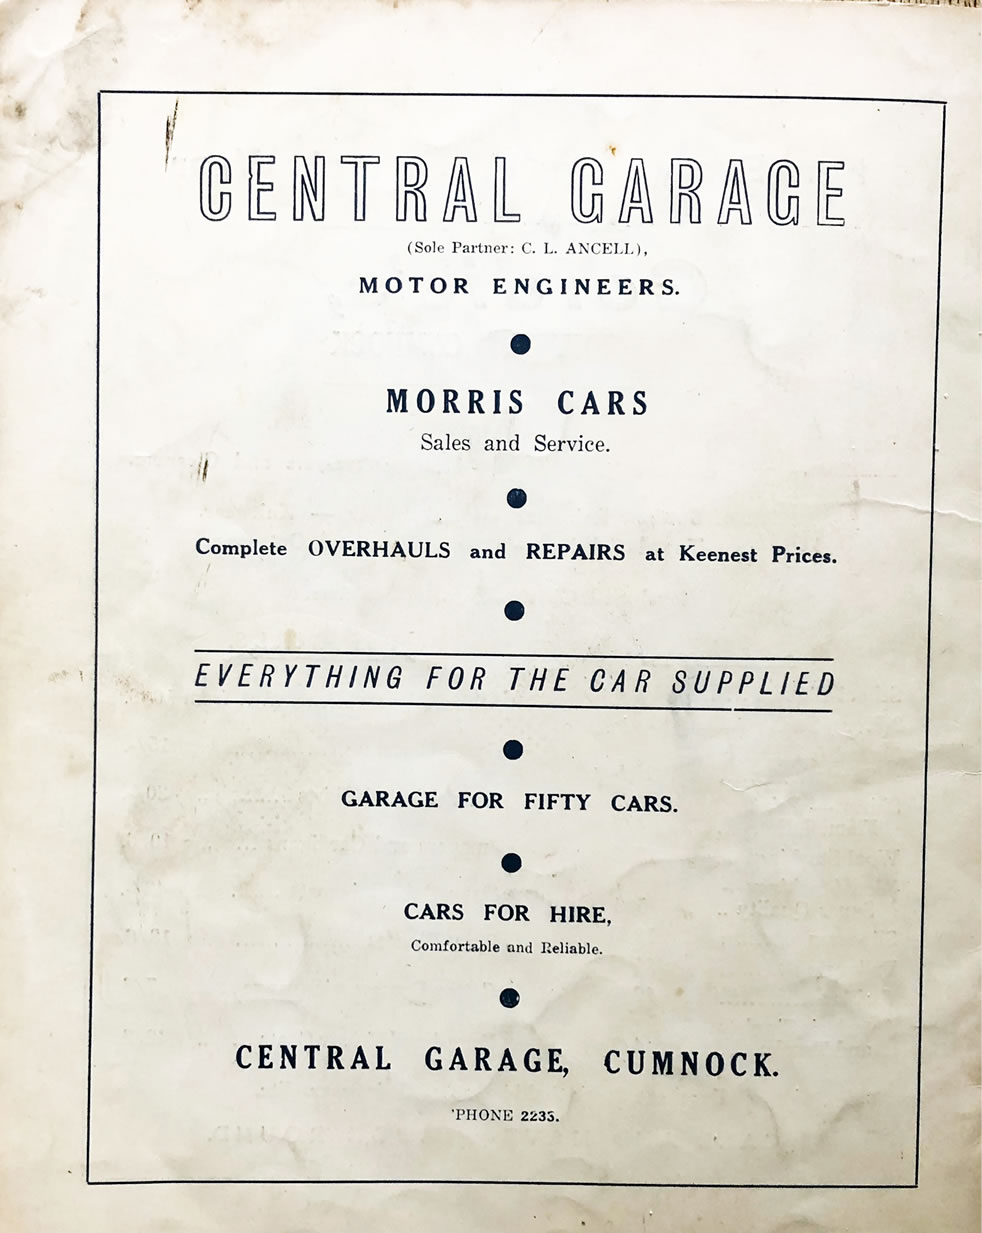 CENTRAL GARAGE
(Sole Partner: C. L. ANCELL),
MOTOR ENGINEERS.
MORRIS CARS
Sales and Service.
Complete OVERHAULS and REPAIRS at Keenest Prices.
EVERYTHING FOR THE CAR SUPPLIED
GARAGE FOR FIFTY CARS.
CARS FOR HIRE,
Comfortable and Reliable.
CENTRAL GARAGE, CUMNOCK.
'PHONE 2235.